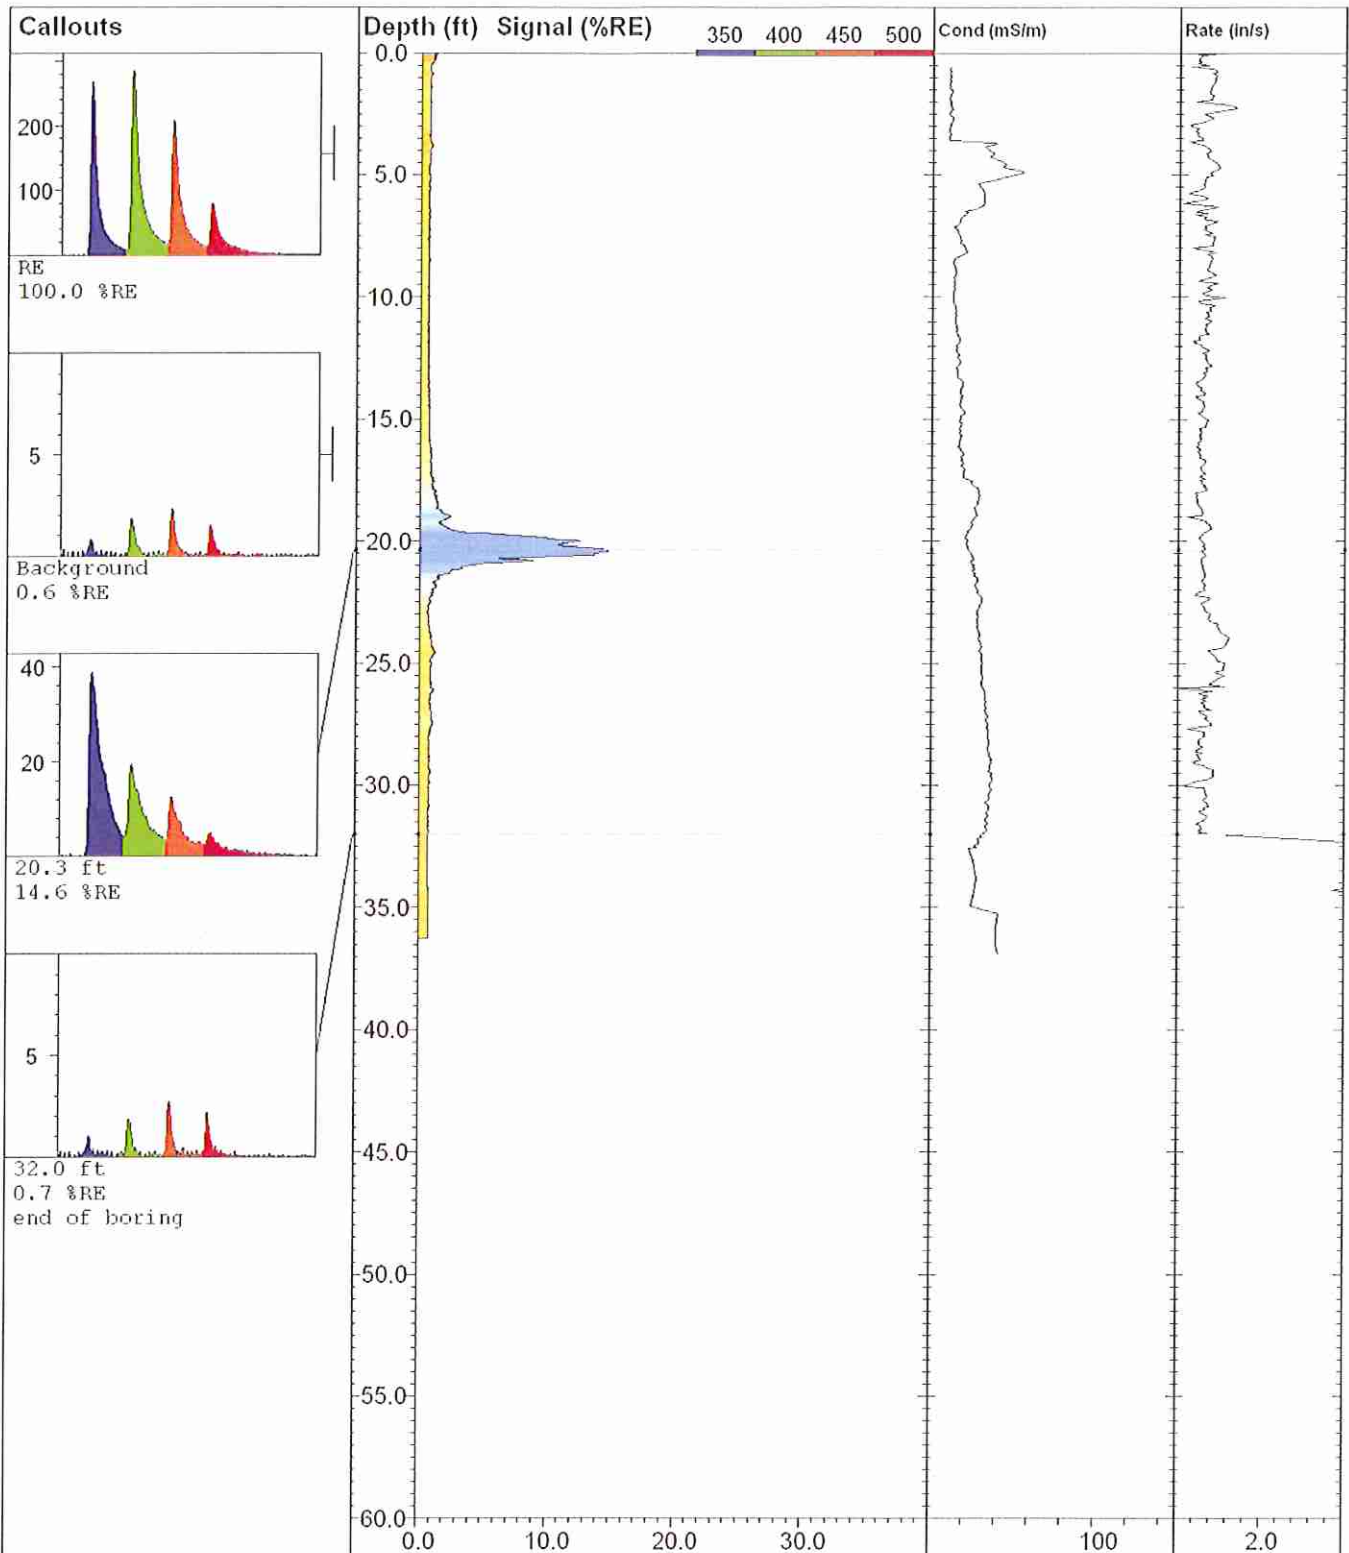 Callouts
Depth (ft) Signal (%RE)
350 400 450 500
Cond (mS/m)
Rate (in/s)
200
100
RE
100.0 %RE
5
Background
0.6 %RE
40
20
20.3 ft
14.6 %RE
5
32.0 ft
0.7 %RE
end of boring
0.0
5.0
10.0
15.0
20.0
25.0
30.0
35.0
40.0
45.0
50.0
55.0
60.0
0.0 10.0 20.0 30.0
100
2.0